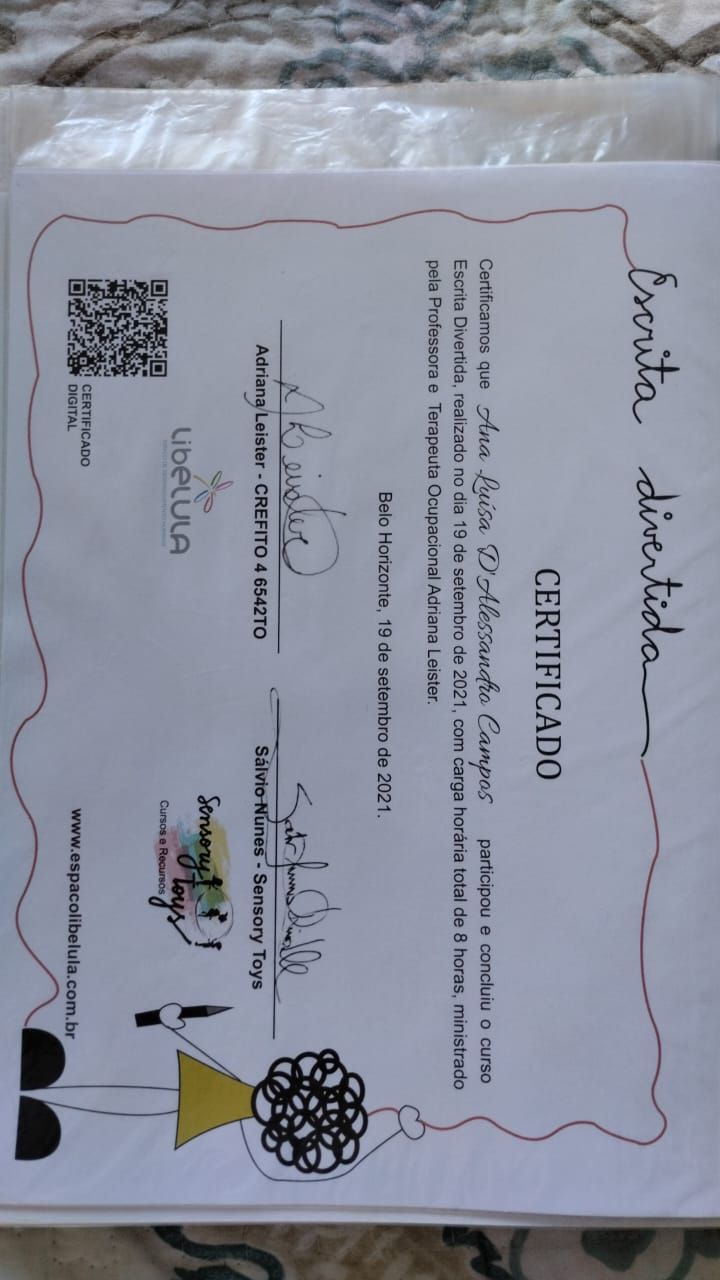 Escrita divertida
CERTIFICADO
Certificamos que Ana Luísa D'Alessandro Campos participou e concluiu o curso
Escrita Divertida, realizado no dia 19 de setembro de 2021, com carga horária total de 8 horas, ministrado
pela Professora e Terapeuta Ocupacional Adriana Leister.
Belo Horizonte, 19 de setembro de 2021.
Adriana Leister - CREFITO 4 6542TO
Sálvio Nunes - Sensory Toys
LIBELULA
Sensory Toys
Cursos e Recursos
CERTIFICADO
DIGITAL
www.espacolibelula.com.br